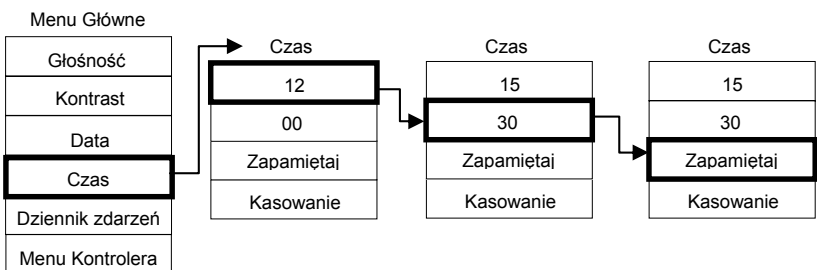 Menu Główne
Głośność
Kontrast
Data
Czas
Dziennik zdarzeń
Menu Kontrolera
Czas
12
00
Zapamiętaj
Kasowanie
Czas
15
30
Zapamiętaj
Kasowanie
Czas
15
30
Zapamiętaj
Kasowanie